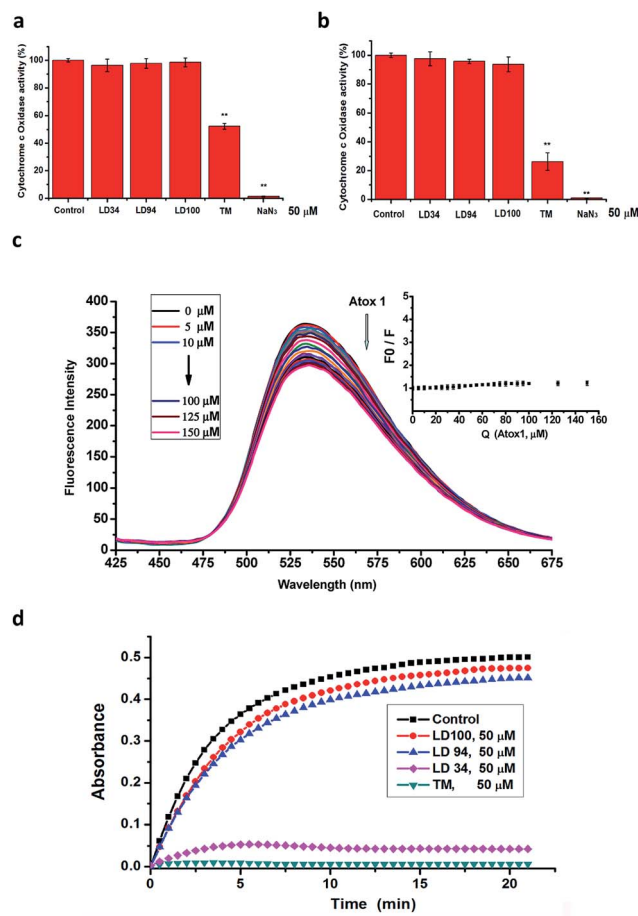 a
Cytochrome c Oxidase activity (%)
120
100
80
60
40
20
0
Control LD34 LD94 LD100 TM NaN₃ 50 μM
** **
b
Cytochrome c Oxidase activity (%)
120
100
80
60
40
20
0
Control LD34 LD94 LD100 TM NaN₃ 50 μM
** **
c
Fluorescence Intensity
400
350
300
250
200
150
100
50
0
425 450 475 500 525 550 575 600 625 650 675
Wavelength (nm)
0 μM
5 μM
10 μM
100 μM
125 μM
150 μM
Atox 1
F0 / F
5
4
3
2
1
0 20 40 60 80 100 120 140 160
Q (Atox1, μM)
d
Absorbance
0.5
0.4
0.3
0.2
0.1
0.0
0 5 10 15 20
Time (min)
Control
LD100, 50 μM
LD 94, 50 μM
LD 34, 50 μM
TM, 50 μM